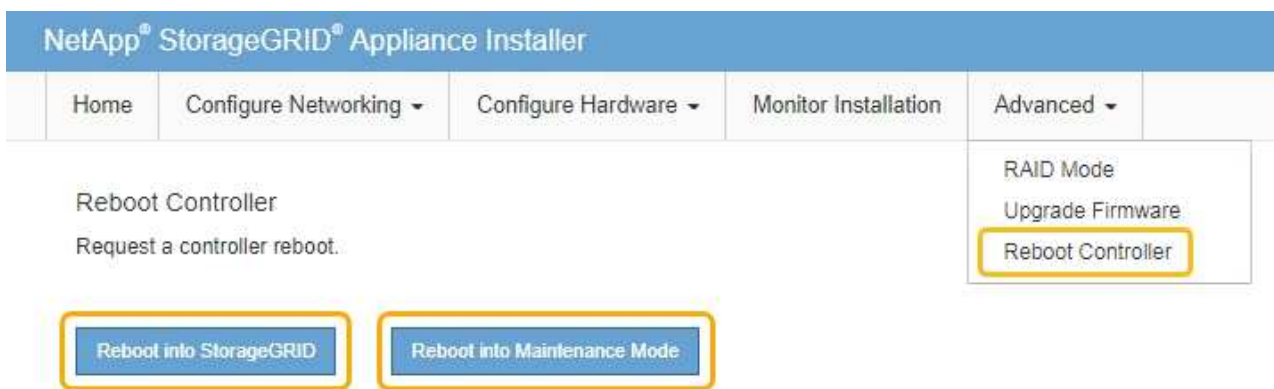 NetApp® StorageGRID® Appliance Installer
Home Configure Networking Configure Hardware Monitor Installation Advanced
RAID Mode
Upgrade Firmware
Reboot Controller
Reboot Controller
Request a controller reboot.
Reboot into StorageGRID Reboot into Maintenance Mode